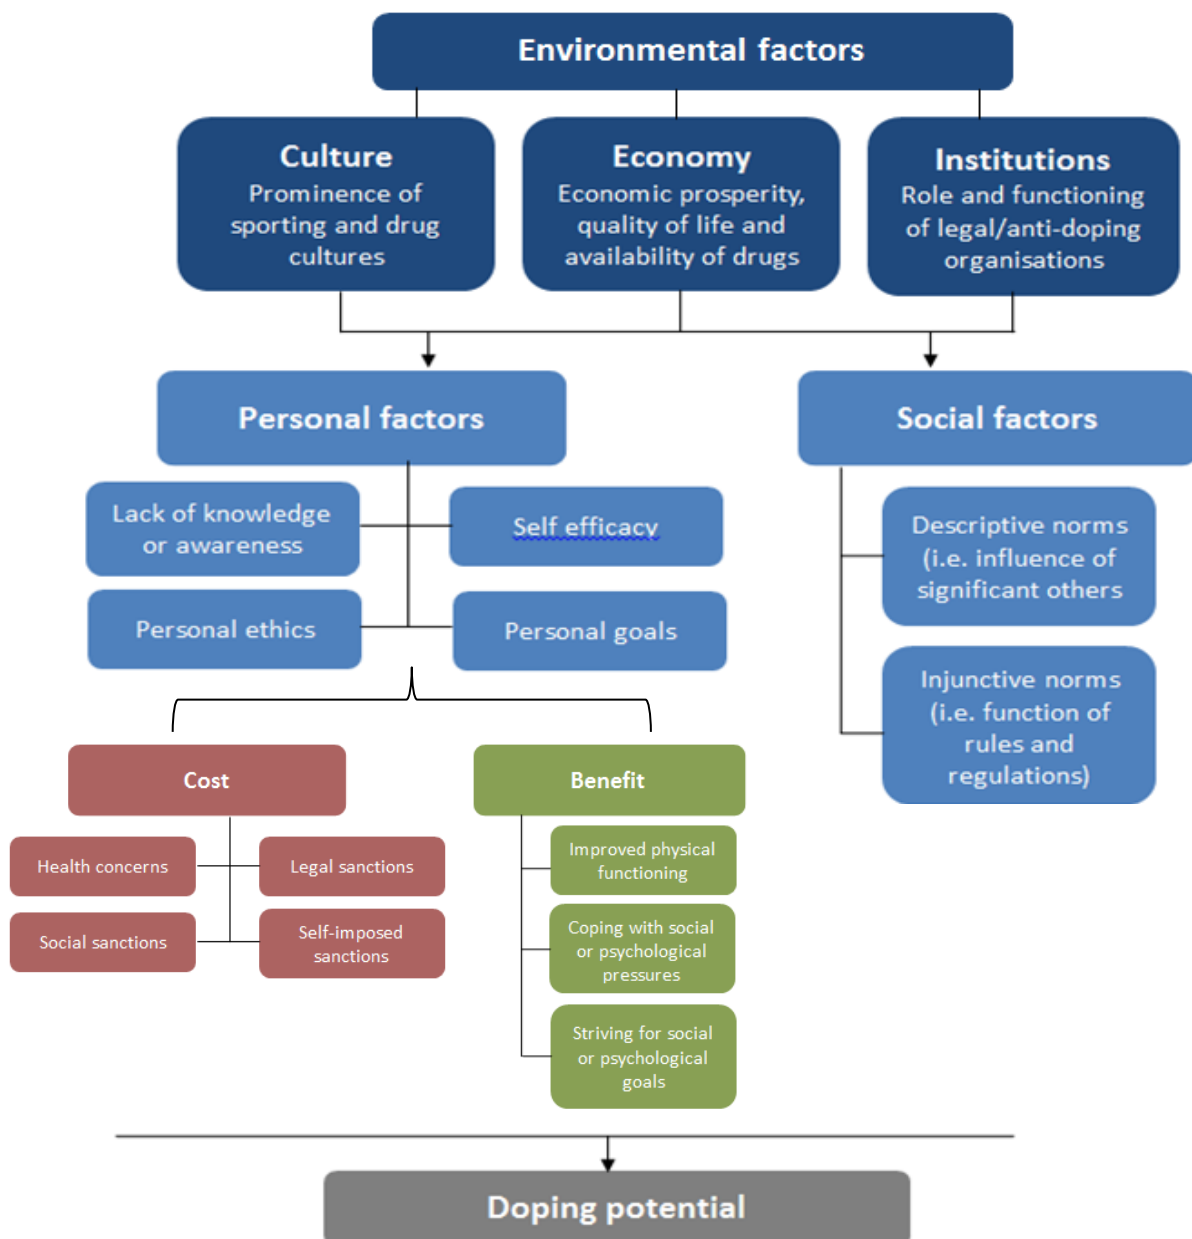 Environmental factors
Culture
Prominence of
sporting and drug
cultures
Economy
Economic prosperity,
quality of life and
availability of drugs
Institutions
Role and functioning
of legal/anti-doping
organisations
Personal factors
Social factors
Lack of knowledge
or awareness
Self efficacy
Personal ethics
Personal goals
Descriptive norms
(i.e. influence of
significant others
Injunctive norms
(i.e. function of
rules and
regulations)
Cost
Health concerns
Legal sanctions
Social sanctions
Self-imposed
sanctions
Benefit
Improved physical
functioning
Coping with social
or psychological
pressures
Striving for social
or psychological
goals
Doping potential